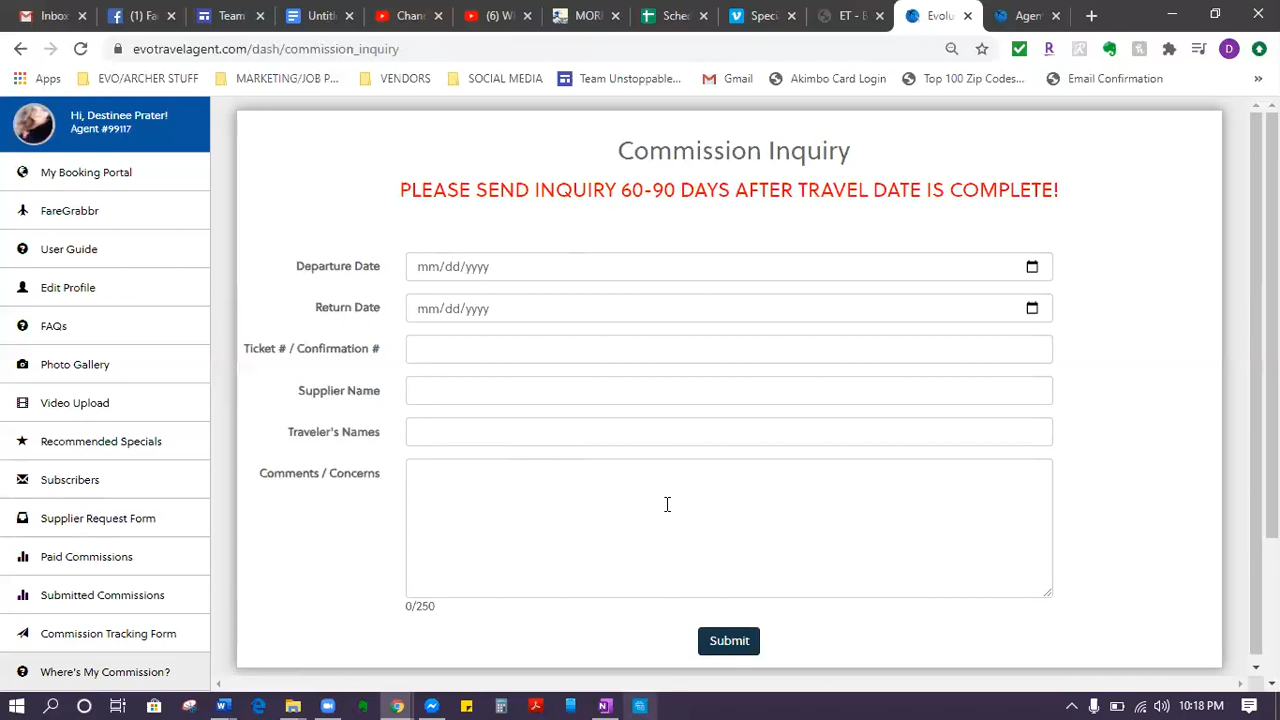 Inbox
(1) Fa
Team
Untitl
Chann
(6) W
MORI
Sched
Speci
ET - B
Evolu
Agen
evotravelagent.com/dash/commission_inquiry
Apps
EVO/ARCHER STUFF
MARKETING/JOB P...
VENDORS
SOCIAL MEDIA
Team Unstoppable...
Gmail
Akimbo Card Login
Top 100 Zip Codes...
Email Confirmation
»
Hi, Destinee Prater!
Agent #99117
My Booking Portal
FareGrabbr
User Guide
Edit Profile
FAQs
Photo Gallery
Video Upload
Recommended Specials
Subscribers
Supplier Request Form
Paid Commissions
Submitted Commissions
Commission Tracking Form
Where's My Commission?
Commission Inquiry
PLEASE SEND INQUIRY 60-90 DAYS AFTER TRAVEL DATE IS COMPLETE!
Departure Date
mm/dd/yyyy
Return Date
mm/dd/yyyy
Ticket # / Confirmation #
Supplier Name
Traveler's Names
Comments / Concerns
0/250
Submit
10:18 PM